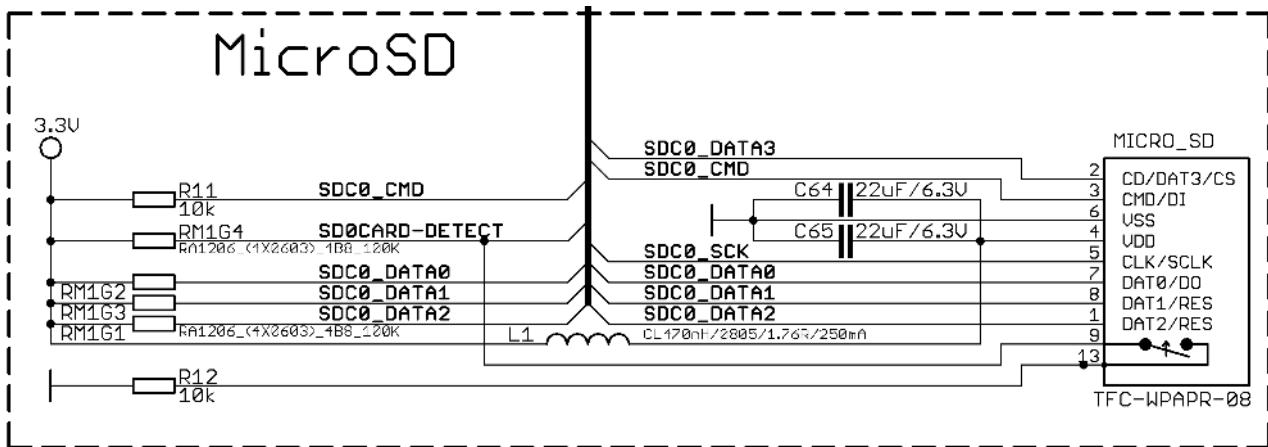 MicroSD
3.3V
SDC0_DATA3
MICRO_SD
SDC0_CMD
2
CD/DAT3/CS
R11
SDC0_CMD
C64
22uF/6.3V
3
CMD/DI
10k
6
VSS
RM1G4
SD0CARD-DETECT
C65
22uF/6.3V
4
VDD
RA1206_(4X0603)_4B8_120K
SDC0_SCK
5
CLK/SCLK
SDC0_DATA0
SDC0_DATA0
7
DAT0/DO
RM1G2
SDC0_DATA1
SDC0_DATA1
8
DAT1/RES
RM1G3
SDC0_DATA2
SDC0_DATA2
1
DAT2/RES
RM1G1
RA1206_(4X0603)_4B8_120K
L1
CL470nH/2805/1.76R/250mA
9
13
R12
10k
TFC-WPAPR-08